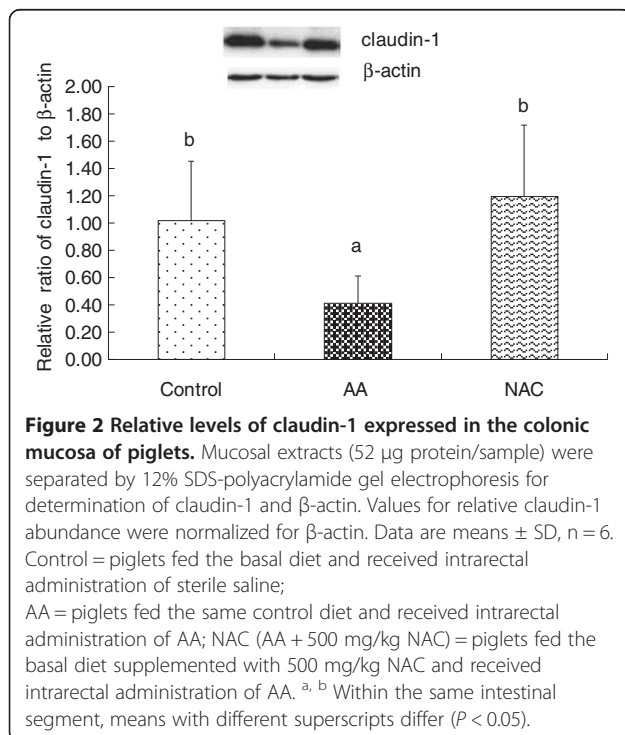 claudin-1
β-actin
Relative ratio of claudin-1 to β-actin
2.00
1.80
1.60
1.40
1.20
1.00
0.80
0.60
0.40
0.20
0.00
b
a
b
Control AA NAC
Figure 2 Relative levels of claudin-1 expressed in the colonic
mucosa of piglets. Mucosal extracts (52 μg protein/sample) were
separated by 12% SDS-polyacrylamide gel electrophoresis for
determination of claudin-1 and β-actin. Values for relative claudin-1
abundance were normalized for β-actin. Data are means ± SD, n = 6.
Control = piglets fed the basal diet and received intrarectal
administration of sterile saline;
AA = piglets fed the same control diet and received intrarectal
administration of AA; NAC (AA + 500 mg/kg NAC) = piglets fed the
basal diet supplemented with 500 mg/kg NAC and received
intrarectal administration of AA. a, b Within the same intestinal
segment, means with different superscripts differ (P < 0.05).